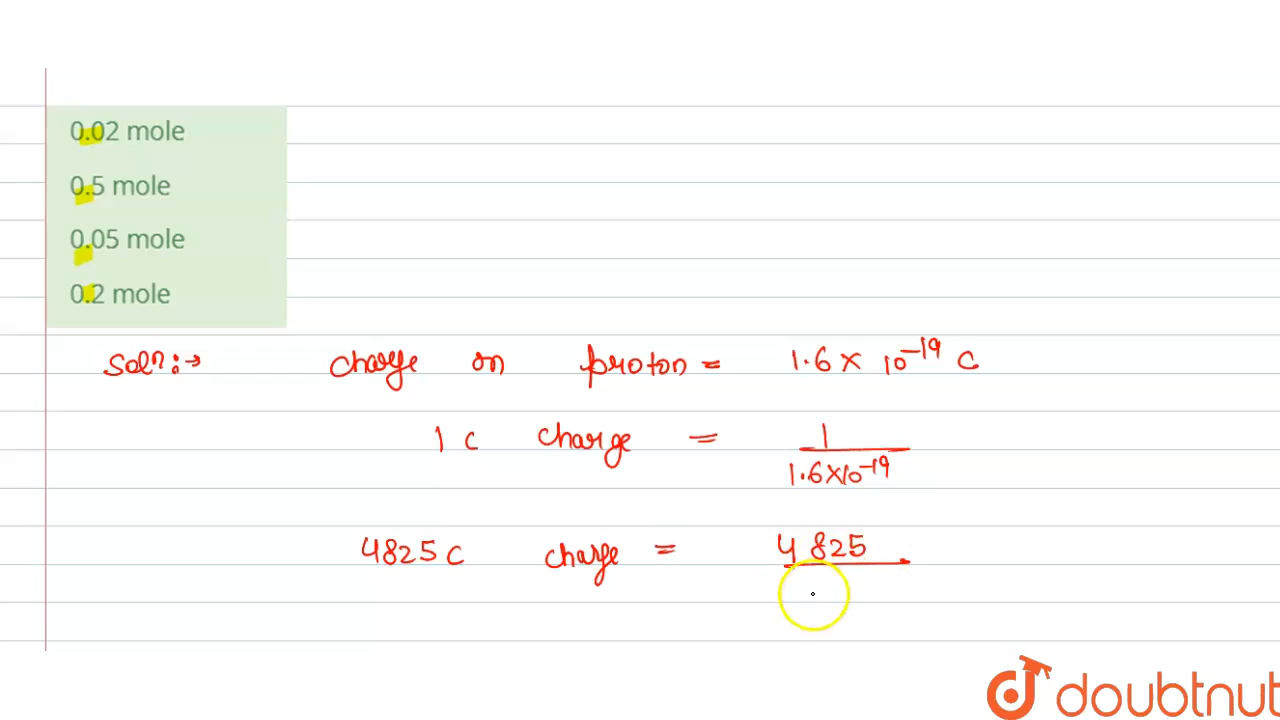 0.02 mole
0.5 mole
0.05 mole
0.2 mole
Soln:→ charge on proton = 1.6 × 10⁻¹⁹ C
1 C charge = 1 / 1.6×10⁻¹⁹
4825 C charge = 4825
doubtnut